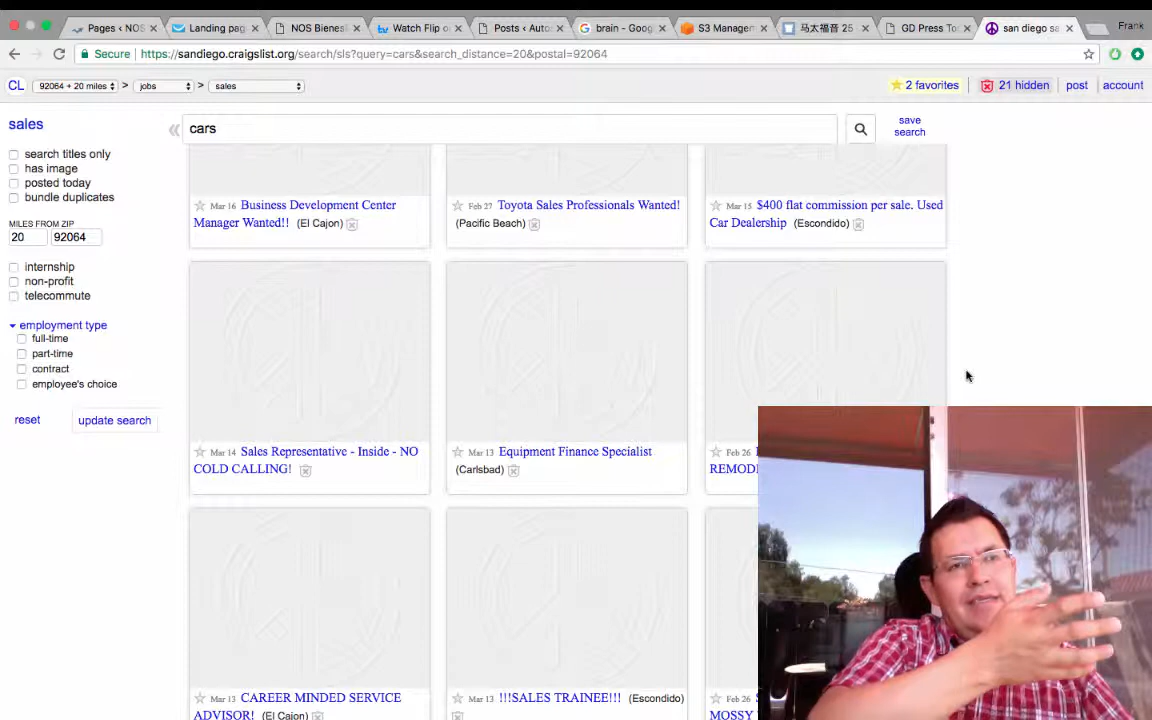 Pages ‹ NOS
Landing pag
NOS Bienes
Watch Flip o
Posts ‹ Auto
brain - Goog
S3 Managem
马太福音 25
GD Press To
san diego sa
Frank
Secure
https://sandiego.craigslist.org/search/sls?query=cars&search_distance=20&postal=92064
CL
92064 + 20 miles
>
jobs
>
sales
2 favorites
21 hidden
post
account
sales
cars
save
search
search titles only
has image
posted today
bundle duplicates
MILES FROM ZIP
20
92064
internship
non-profit
telecommute
employment type
full-time
part-time
contract
employee's choice
reset
update search
Mar 16 Business Development Center
Manager Wanted!! (El Cajon)
Feb 27 Toyota Sales Professionals Wanted!
(Pacific Beach)
Mar 15 $400 flat commission per sale. Used
Car Dealership (Escondido)
Mar 14 Sales Representative - Inside - NO
COLD CALLING!
Mar 13 Equipment Finance Specialist
(Carlsbad)
Feb 26
REMOD
Mar 13 CAREER MINDED SERVICE
ADVISOR! (El Cajon)
Mar 13 !!!SALES TRAINEE!!! (Escondido)
Feb 26
MOSSY